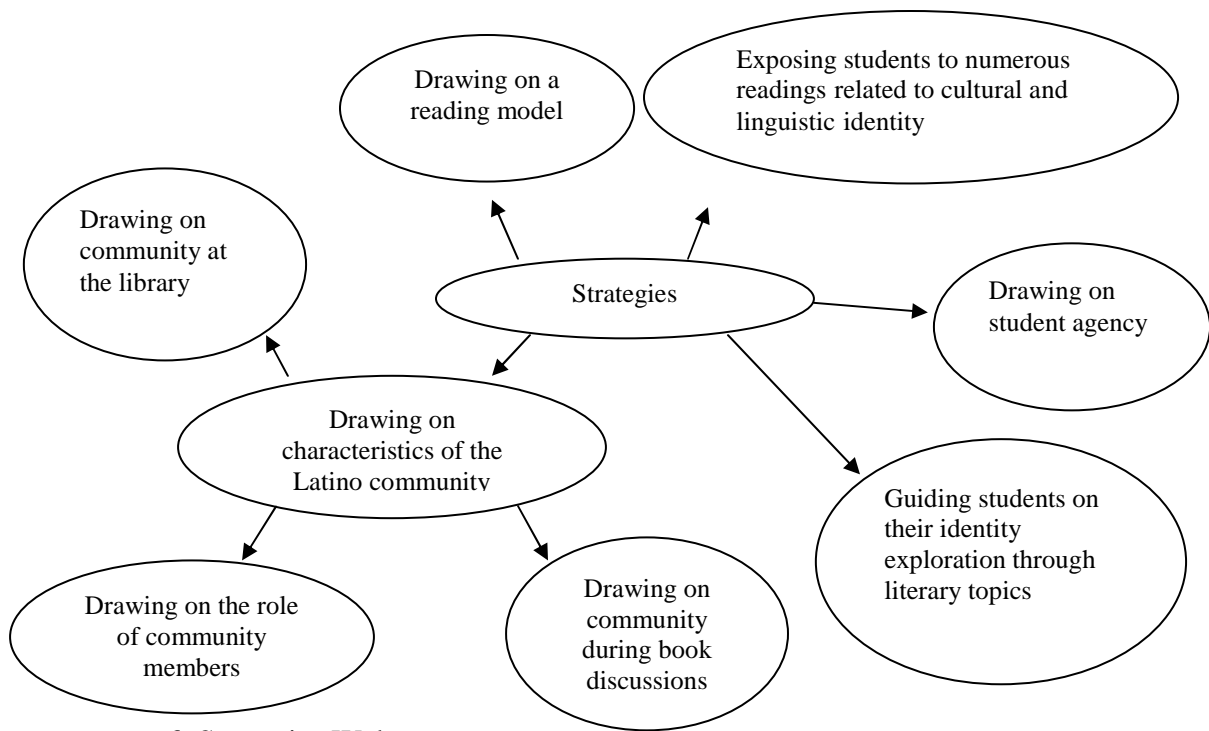 Drawing on a
reading model
Exposing students to numerous
readings related to cultural and
linguistic identity
Drawing on
community at
the library
Strategies
Drawing on
student agency
Drawing on
characteristics of the
Latino community
Guiding students on
their identity
exploration through
literary topics
Drawing on the role
of community
members
Drawing on
community
during book
discussions